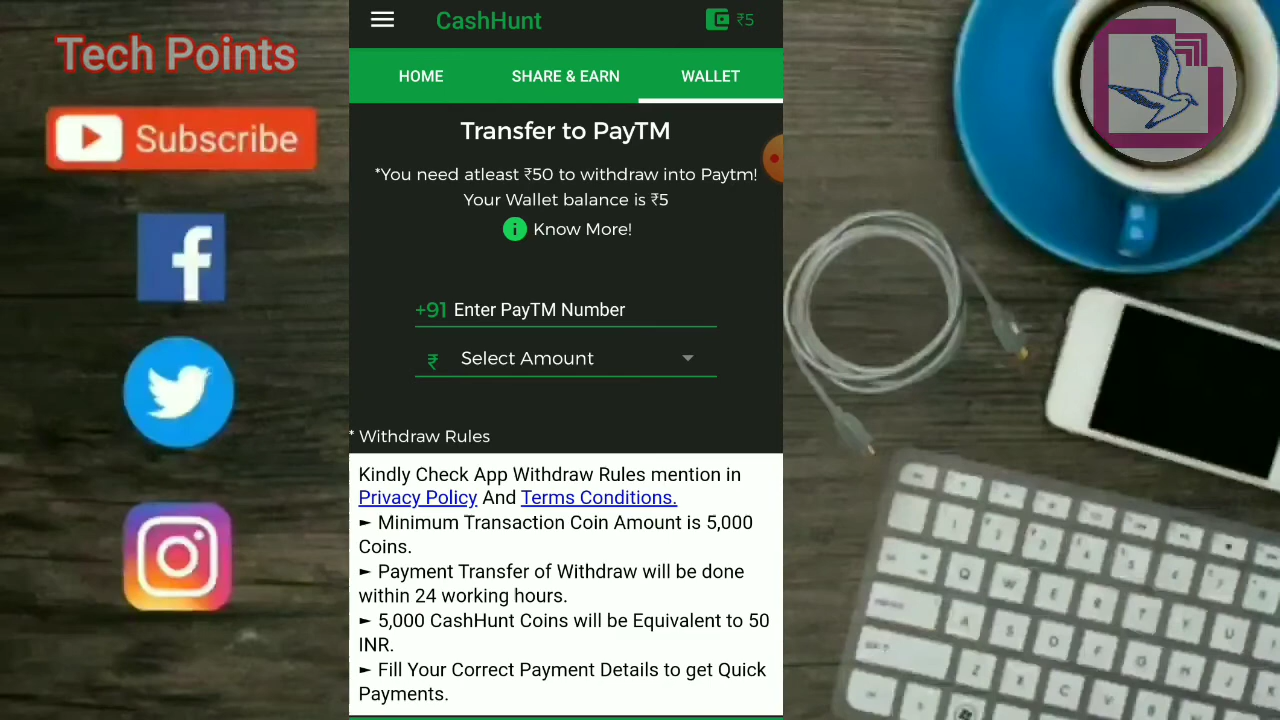 Tech Points
Subscribe
CashHunt
₹5
HOME
SHARE & EARN
WALLET
Transfer to PayTM
*You need atleast ₹50 to withdraw into Paytm!
Your Wallet balance is ₹5
i Know More!
+91 Enter PayTM Number
₹ Select Amount
* Withdraw Rules
Kindly Check App Withdraw Rules mention in
Privacy Policy And Terms Conditions.
► Minimum Transaction Coin Amount is 5,000
Coins.
► Payment Transfer of Withdraw will be done
within 24 working hours.
► 5,000 CashHunt Coins will be Equivalent to 50
INR.
► Fill Your Correct Payment Details to get Quick
Payments.